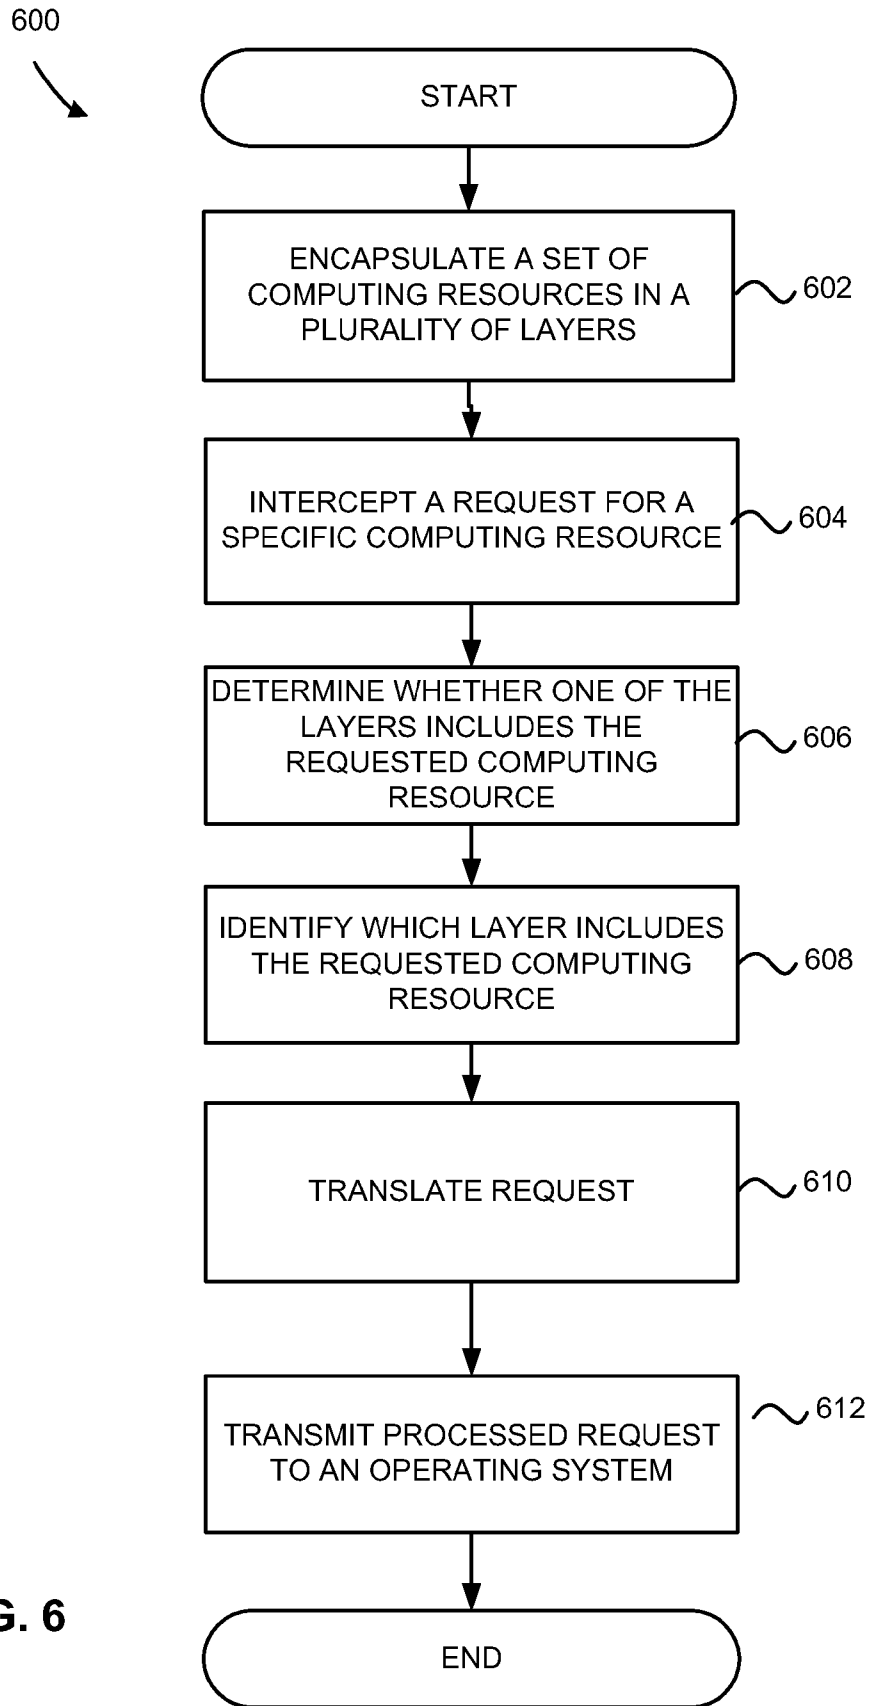 600
START
ENCAPSULATE A SET OF
COMPUTING RESOURCES IN A
PLURALITY OF LAYERS
602
INTERCEPT A REQUEST FOR A
SPECIFIC COMPUTING RESOURCE
604
DETERMINE WHETHER ONE OF THE
LAYERS INCLUDES THE
REQUESTED COMPUTING
RESOURCE
606
IDENTIFY WHICH LAYER INCLUDES
THE REQUESTED COMPUTING
RESOURCE
608
TRANSLATE REQUEST
610
TRANSMIT PROCESSED REQUEST
TO AN OPERATING SYSTEM
612
G. 6
END